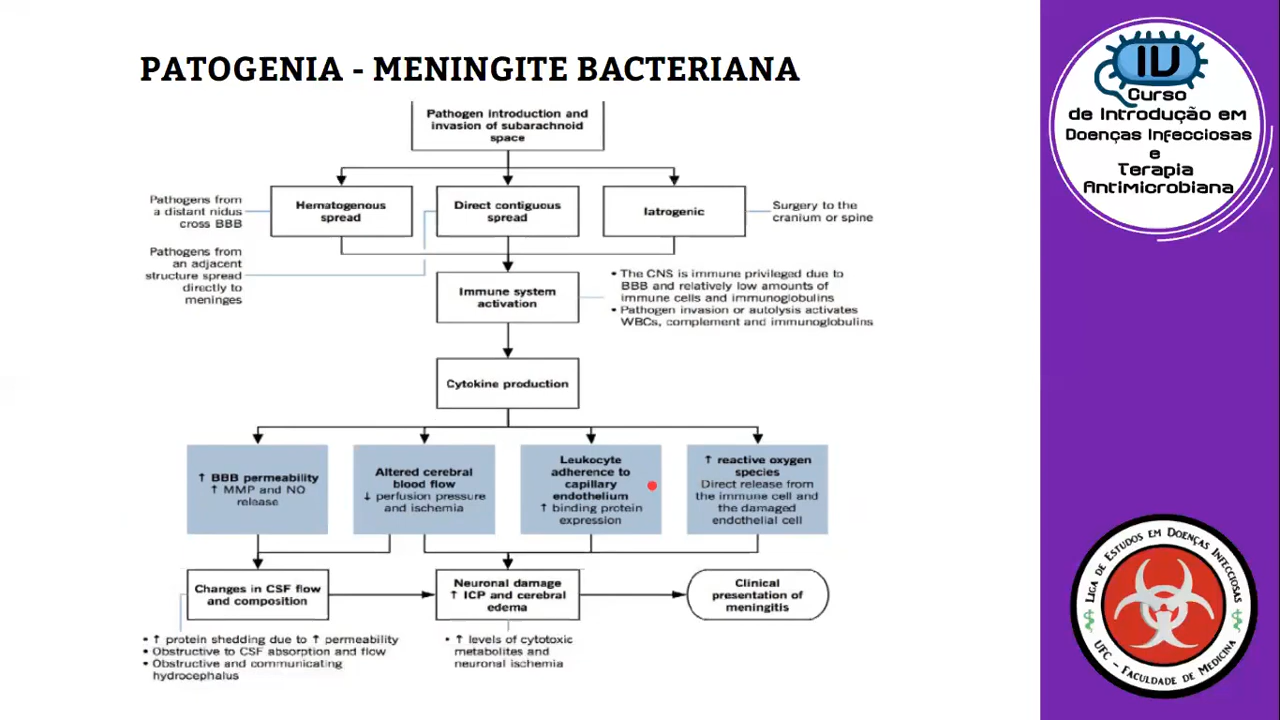 PATOGENIA - MENINGITE BACTERIANA
Pathogen introduction and
invasion of subarachnoid
space
Hematogenous
spread
Direct contiguous
spread
Iatrogenic
Pathogens from
a distant nidus
cross BBB
Surgery to the
cranium or spine
Pathogens from
an adjacent
structure spread
directly to
meninges
Immune system
activation
• The CNS is immune privileged due to
BBB and relatively low amounts of
immune cells and immunoglobulins
• Pathogen invasion or autolysis activates
WBCs, complement and immunoglobulins
Cytokine production
↑ BBB permeability
↑ MMP and NO
release
Altered cerebral
blood flow
↓ perfusion pressure
and ischemia
Leukocyte
adherence to
capillary
endothelium
↑ binding protein
expression
↑ reactive oxygen
species
Direct release from
the immune cell and
the damaged
endothelial cell
Changes in CSF flow
and composition
Neuronal damage
↑ ICP and cerebral
edema
Clinical
presentation of
meningitis
• ↑ protein shedding due to ↑ permeability
• Obstructive to CSF absorption and flow
• Obstructive and communicating
hydrocephalus
• ↑ levels of cytotoxic
metabolites and
neuronal ischemia
IV
Curso
de Introdução em
Doenças Infecciosas
e
Terapia
Antimicrobiana
LIGA DE ESTUDOS EM DOENÇAS INFECCIOSAS
UFC - FACULDADE DE MEDICINA